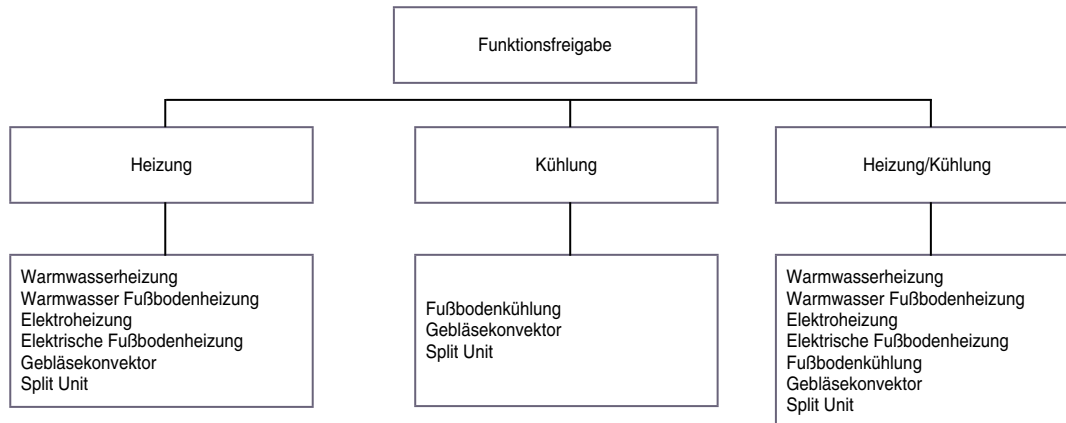 Funktionsfreigabe
Heizung
Kühlung
Heizung/Kühlung
Warmwasserheizung
Warmwasser Fußbodenheizung
Elektroheizung
Elektrische Fußbodenheizung
Gebläsekonvektor
Split Unit
Fußbodenkühlung
Gebläsekonvektor
Split Unit
Warmwasserheizung
Warmwasser Fußbodenheizung
Elektroheizung
Elektrische Fußbodenheizung
Fußbodenkühlung
Gebläsekonvektor
Split Unit